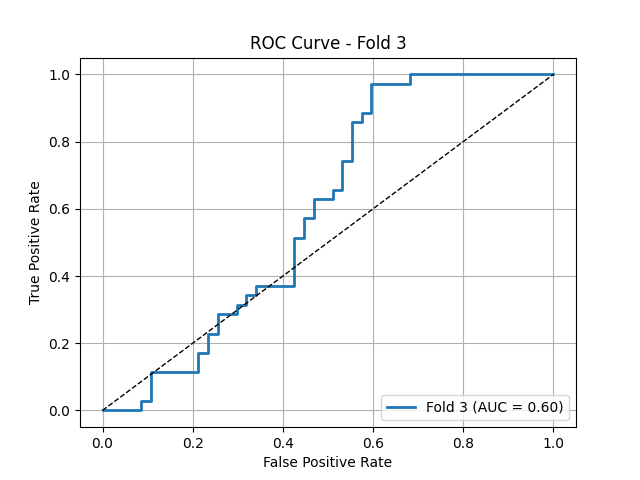 ROC Curve - Fold 3
True Positive Rate
1.0
0.8
0.6
0.4
0.2
0.0
Fold 3 (AUC = 0.60)
0.0 0.2 0.4 0.6 0.8 1.0
False Positive Rate